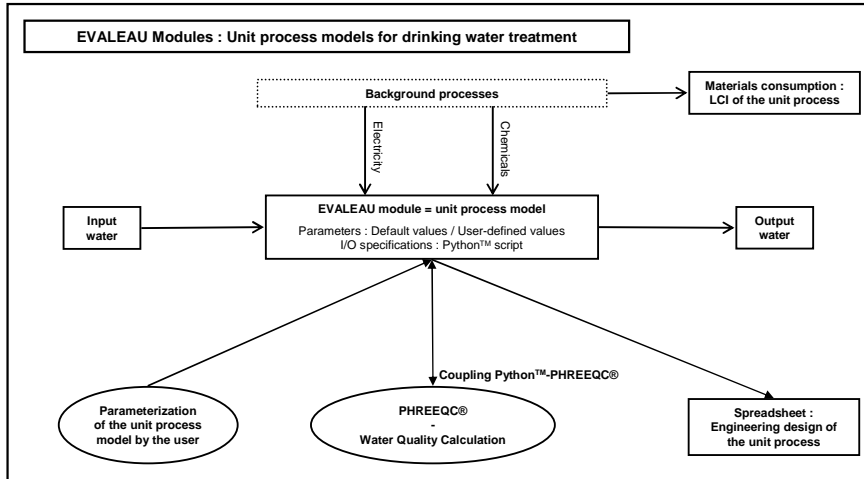 EVALEAU Modules : Unit process models for drinking water treatment
Background processes
Materials consumption :
LCI of the unit process
Electricity
Chemicals
Input
water
EVALEAU module = unit process model
Parameters : Default values / User-defined values
I/O specifications : Python™ script
Output
water
Coupling Python™-PHREEQC®
Parameterization
of the unit process
model by the user
PHREEQC®
-
Water Quality Calculation
Spreadsheet :
Engineering design of
the unit process